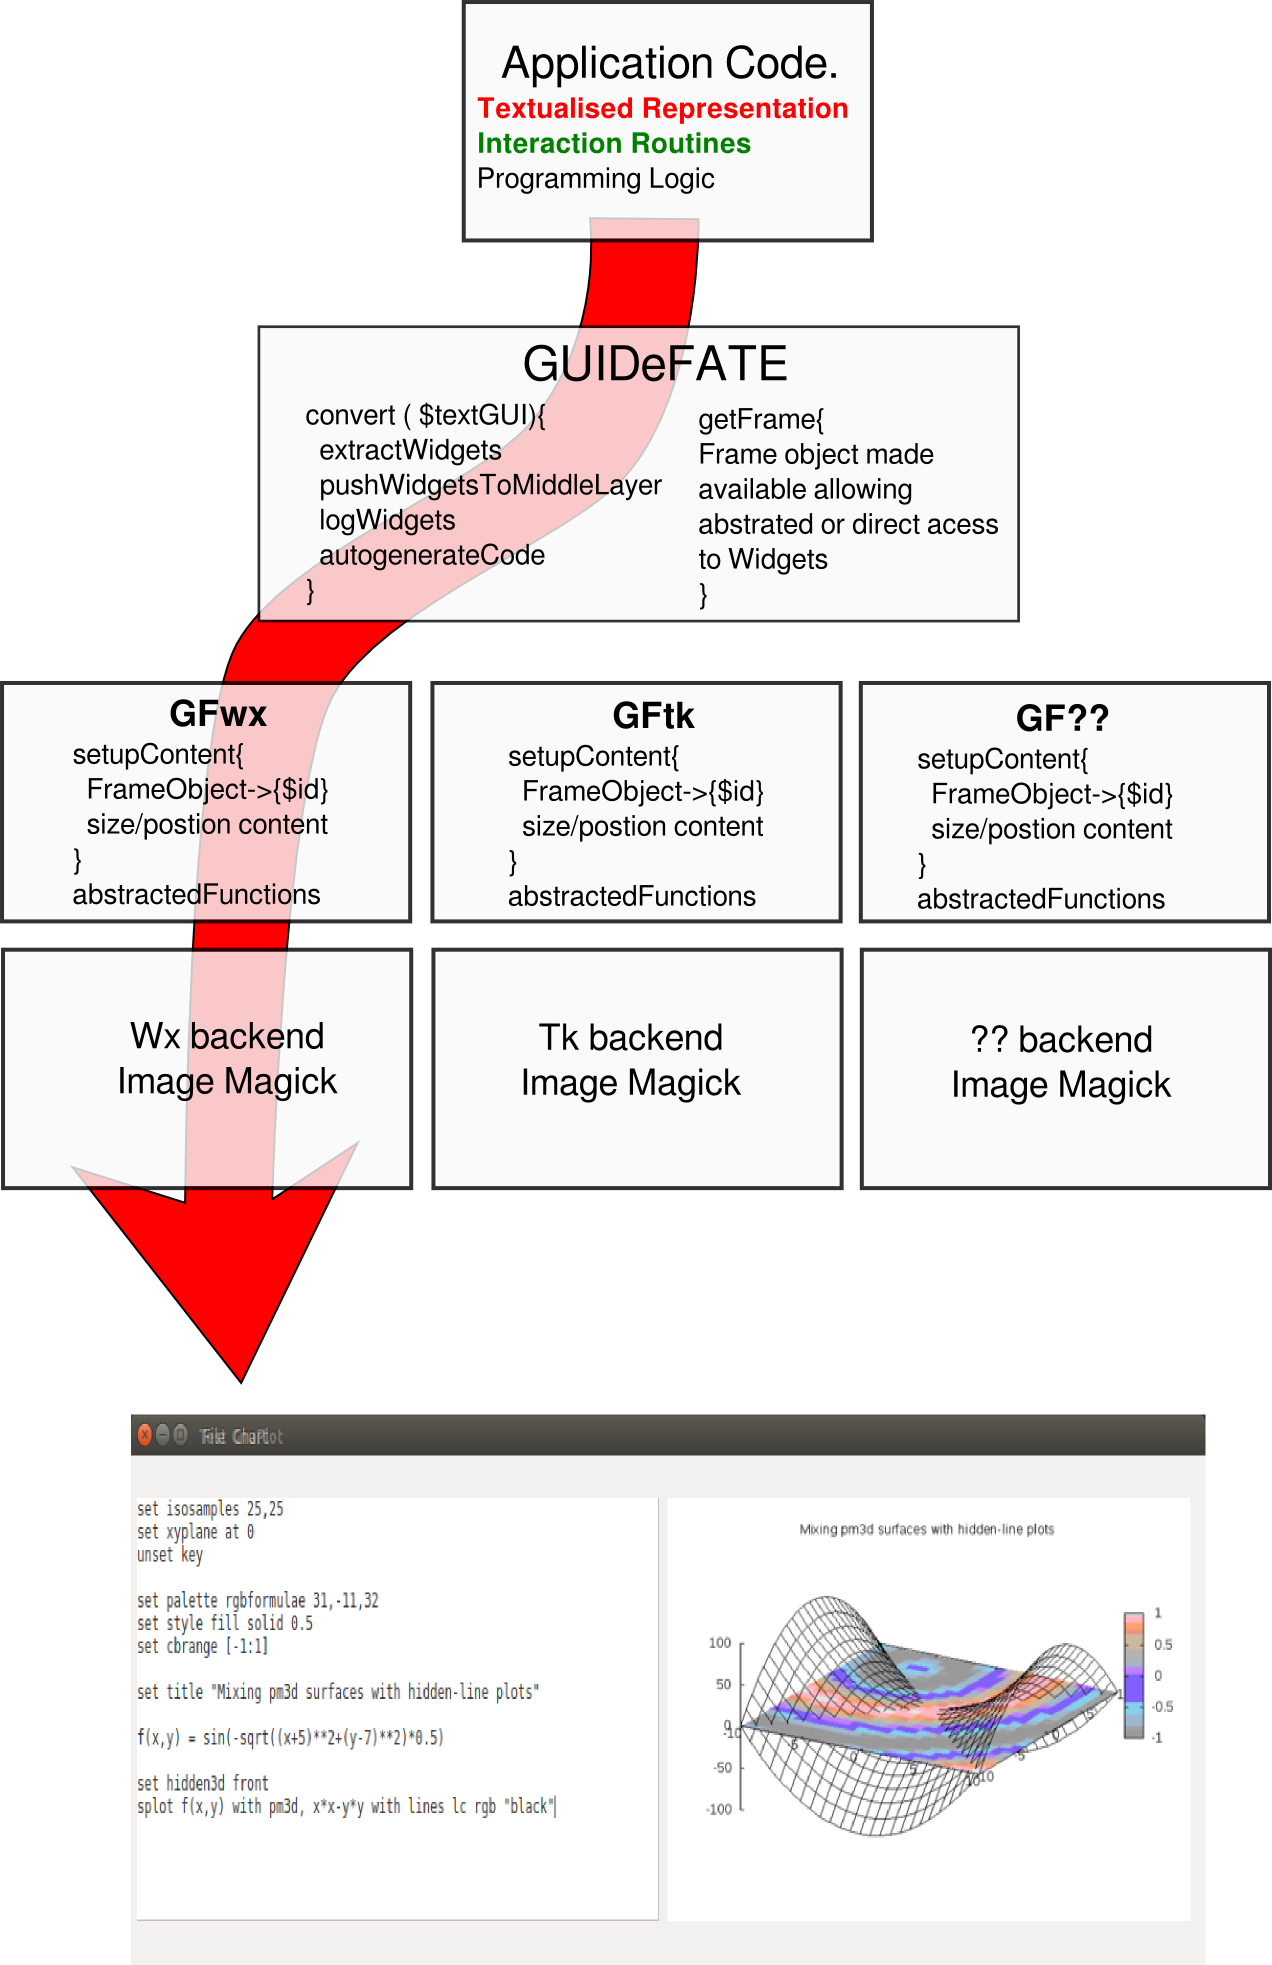 Application Code.
Textualised Representation
Interaction Routines
Programming Logic
GUIDeFATE
convert ( $textGUI){
extractWidgets
pushWidgetsToMiddleLayer
logWidgets
autogenerateCode
}
getFrame{
Frame object made
available allowing
abstrated or direct acess
to Widgets
}
GFwx
setupContent{
FrameObject->{$id}
size/postion content
}
abstractedFunctions
GFtk
setupContent{
FrameObject->{$id}
size/postion content
}
abstractedFunctions
GF??
setupContent{
FrameObject->{$id}
size/postion content
}
abstractedFunctions
Wx backend
Image Magick
Tk backend
Image Magick
?? backend
Image Magick
File Chart
set isosamples 25,25
set xyplane at 0
unset key
set palette rgbformulae 31,-11,32
set style fill solid 0.5
set cbrange [-1:1]
set title "Mixing pm3d surfaces with hidden-line plots"
f(x,y) = sin(-sqrt((x+5)**2+(y-7)**2)*0.5)
set hidden3d front
splot f(x,y) with pm3d, x*x-y*y with lines lc rgb "black"
Mixing pm3d surfaces with hidden-line plots
100
50
0
-50
-100
-10
-5
0
5
10
-10
-5
0
5
1
0.5
0
-0.5
-1